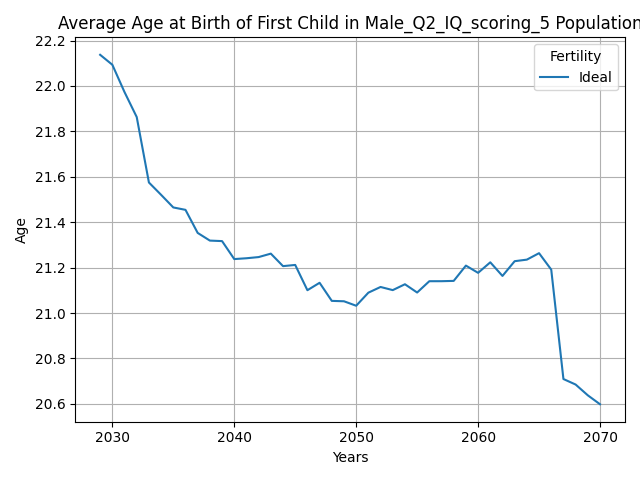 Average Age at Birth of First Child in Male_Q2_IQ_scoring_5 Population
22.2
22.0
21.8
21.6
21.4
21.2
21.0
20.8
20.6
Age
Fertility
Ideal
2030 2040 2050 2060 2070
Years